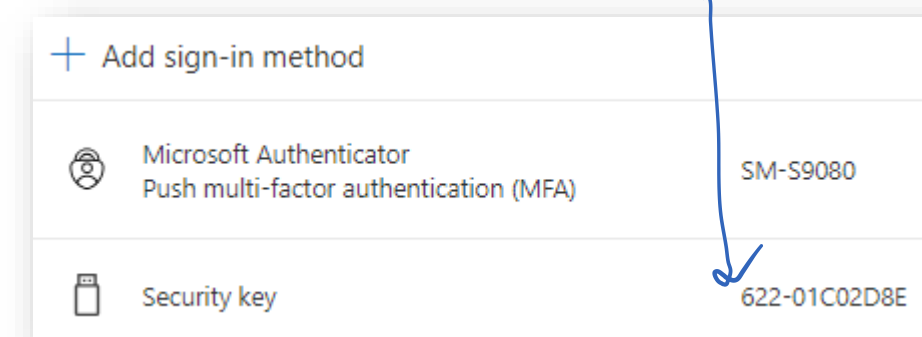 Add sign-in method
Microsoft Authenticator
Push multi-factor authentication (MFA)
SM-S9080
Security key
622-01C02D8E